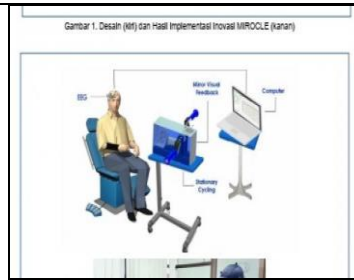 Gambar 1. Desain (kiri) dan Hasil Implementasi Inovasi MIROCLE (kanan)
EEG
Mirror Visual
Feedback
Computer
Stationary
Cycling